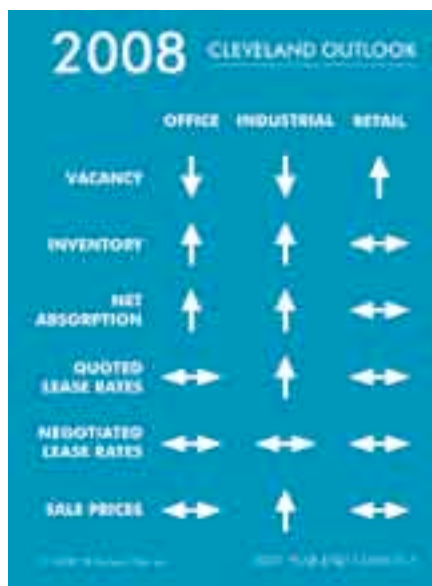 2008 CLEVELAND OUTLOOK
OFFICE INDUSTRIAL RETAIL
VACANCY
INVENTORY
NET
ABSORPTION
QUOTED
LEASE RATES
NEGOTIATED
LEASE RATES
SALE PRICES